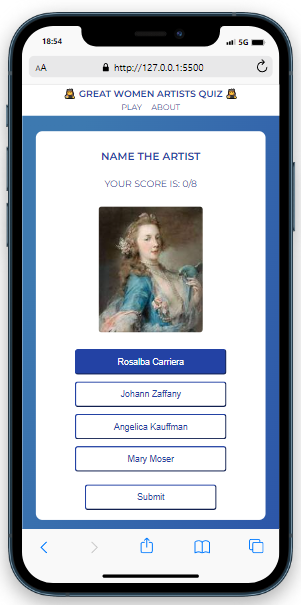 18:54
5G
AA http://127.0.0.1:5500
GREAT WOMEN ARTISTS QUIZ
PLAY ABOUT
NAME THE ARTIST
YOUR SCORE IS: 0/8
Rosalba Carriera
Johann Zaffany
Angelica Kauffman
Mary Moser
Submit